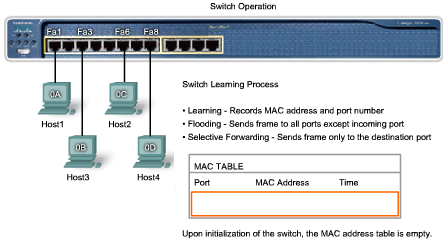 Switch Operation
Fa1 Fa3 Fa6 Fa8
0A 0C
Host1 Host2
0B 0D
Host3 Host4
Switch Learning Process
• Learning - Records MAC address and port number
• Flooding - Sends frame to all ports except incoming port
• Selective Forwarding - Sends frame only to the destination port
MAC TABLE
Port MAC Address Time
Upon initialization of the switch, the MAC address table is empty.